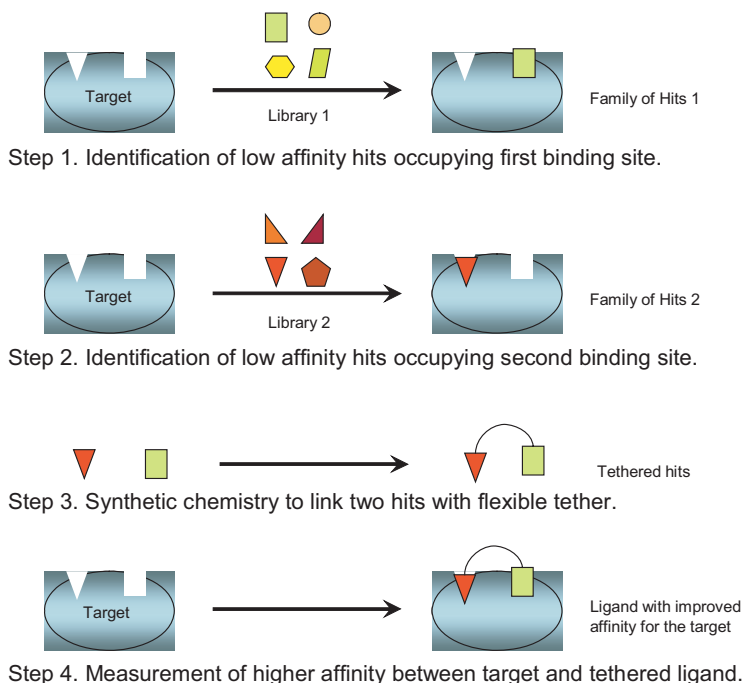 Target
Library 1
Family of Hits 1
Step 1. Identification of low affinity hits occupying first binding site.
Target
Library 2
Family of Hits 2
Step 2. Identification of low affinity hits occupying second binding site.
Tethered hits
Step 3. Synthetic chemistry to link two hits with flexible tether.
Target
Ligand with improved
affinity for the target
Step 4. Measurement of higher affinity between target and tethered ligand.